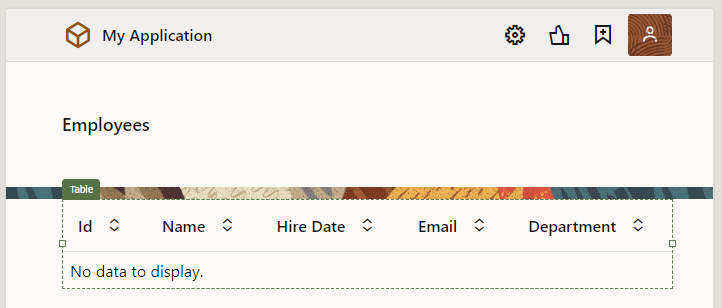 My Application
Employees
Table
Id Name Hire Date Email Department
No data to display.